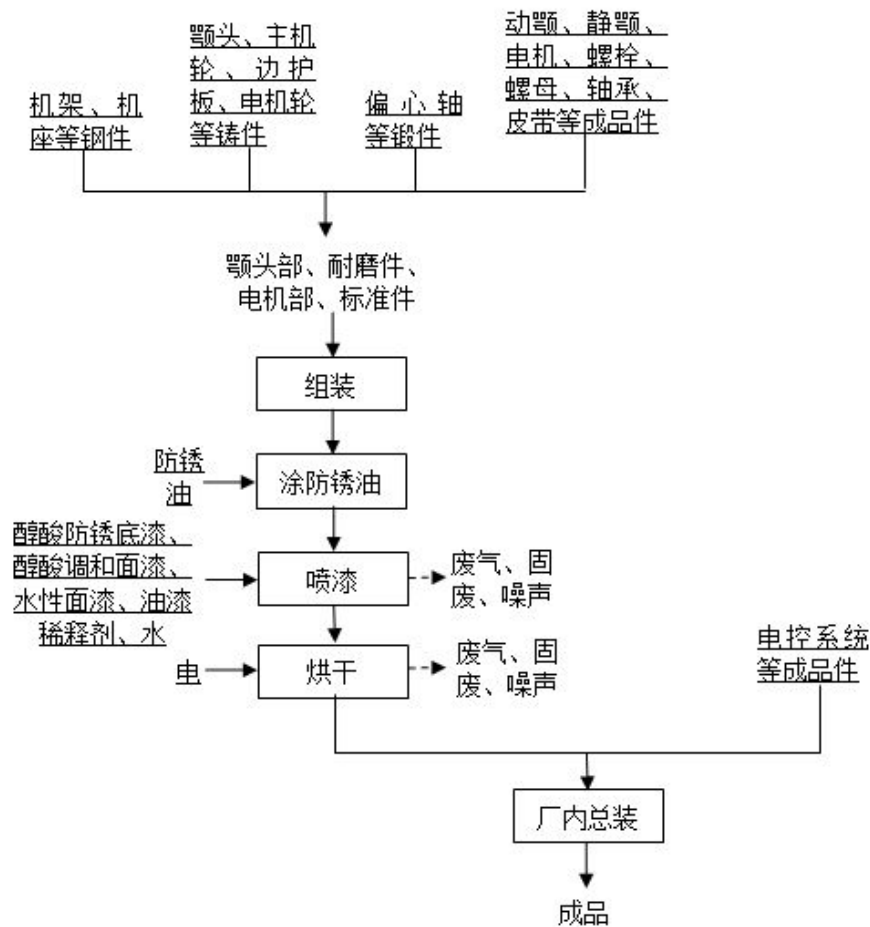 机架、机
座等钢件
颚头、主机
轮、边护
板、电机轮
等铸件
偏心轴
等锻件
动颚、静颚、
电机、螺栓、
螺母、轴承、
皮带等成品件
颚头部、耐磨件、
电机部、标准件
组装
防锈
油
涂防锈油
醇酸防锈底漆、
醇酸调和面漆、
水性面漆、油漆
稀释剂、水
喷漆
废气、固
废、噪声
电
烘干
废气、固
废、噪声
电控系统
等成品件
厂内总装
成品